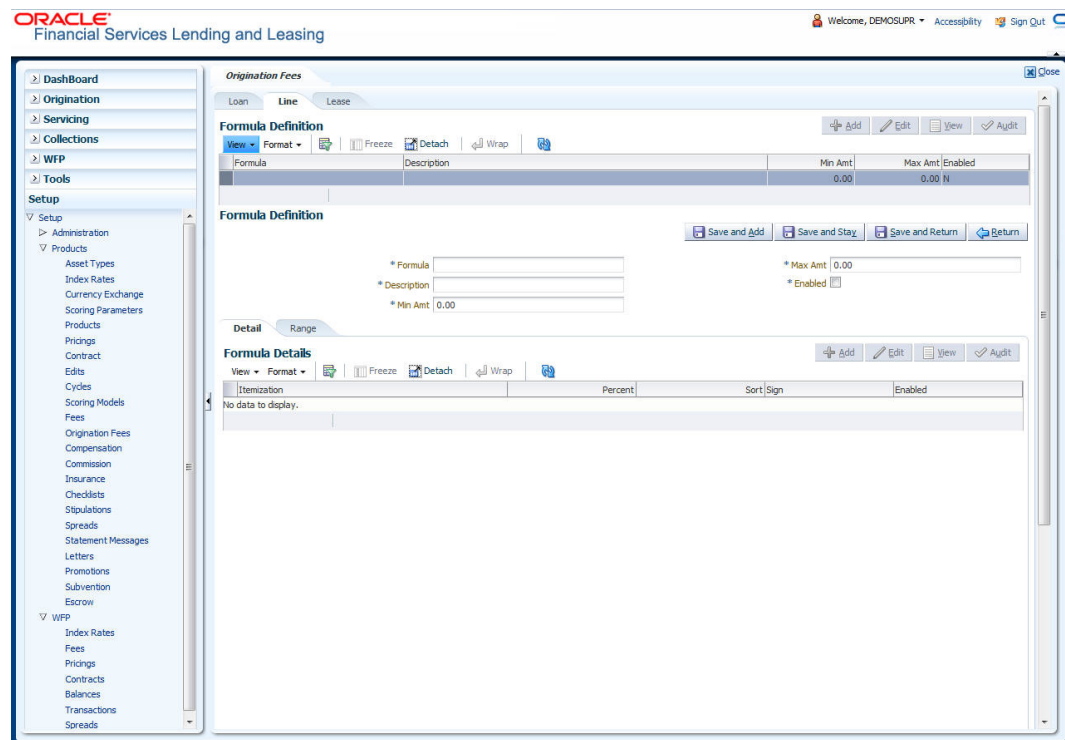 ORACLE
Financial Services Lending and Leasing
Welcome, DEMOSUPR Accessibility Sign Out
DashBoard
Origination
Servicing
Collections
WFP
Tools
Setup
Setup
Administration
Products
Asset Types
Index Rates
Currency Exchange
Scoring Parameters
Products
Pricings
Contract
Edits
Cycles
Scoring Models
Fees
Origination Fees
Compensation
Commission
Insurance
Checklists
Stipulations
Spreads
Statement Messages
Letters
Promotions
Subvention
Escrow
WFP
Index Rates
Fees
Pricings
Contracts
Balances
Transactions
Spreads
Origination Fees Close
Loan Line Lease
Formula Definition Add Edit View Audit
View Format Freeze Detach Wrap
Formula Description Min Amt Max Amt Enabled
0.00 0.00 N
Formula Definition
Save and Add Save and Stay Save and Return Return
* Formula * Max Amt 0.00
* Description * Enabled
* Min Amt 0.00
Detail Range
Formula Details Add Edit View Audit
View Format Freeze Detach Wrap
Itemization Percent Sort Sign Enabled
No data to display.